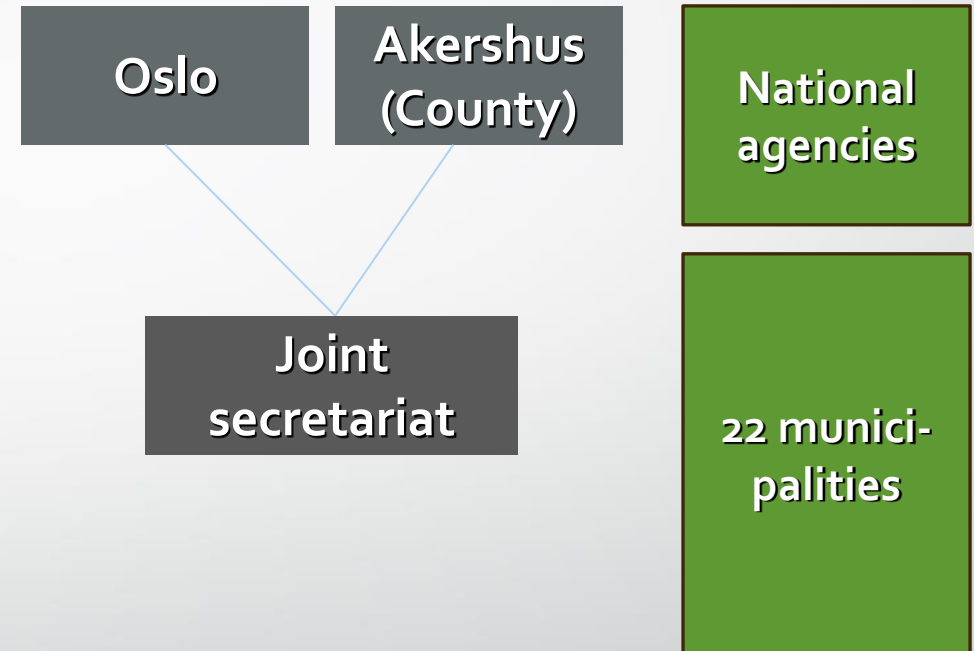 Oslo
Akershus
(County)
National
agencies
Joint
secretariat
22 munici-
palities